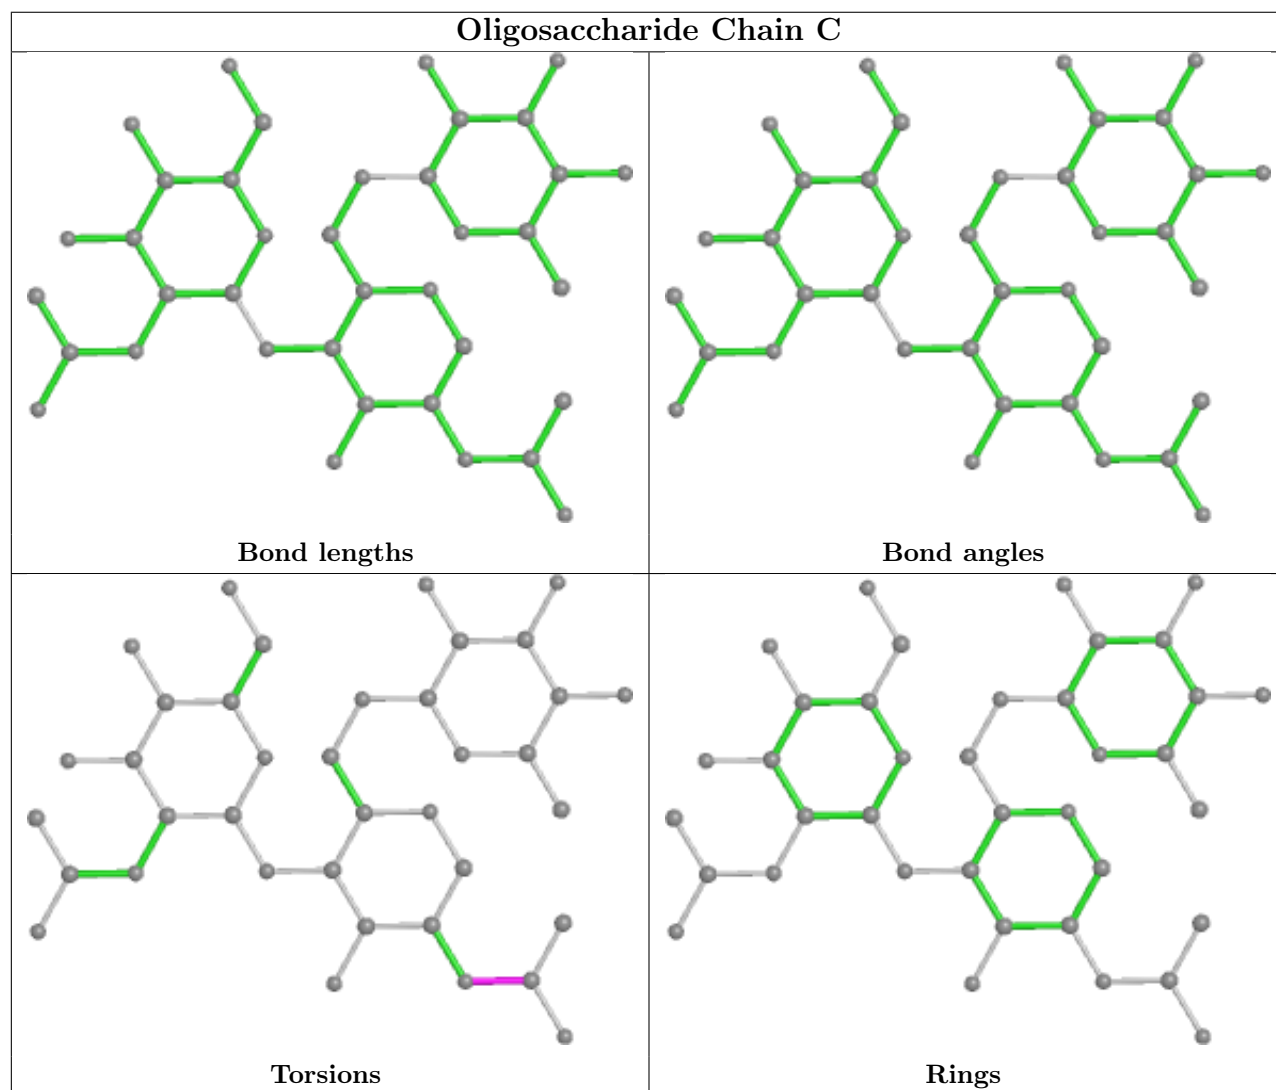 Oligosaccharide Chain C
Bond lengths
Bond angles
Torsions
Rings